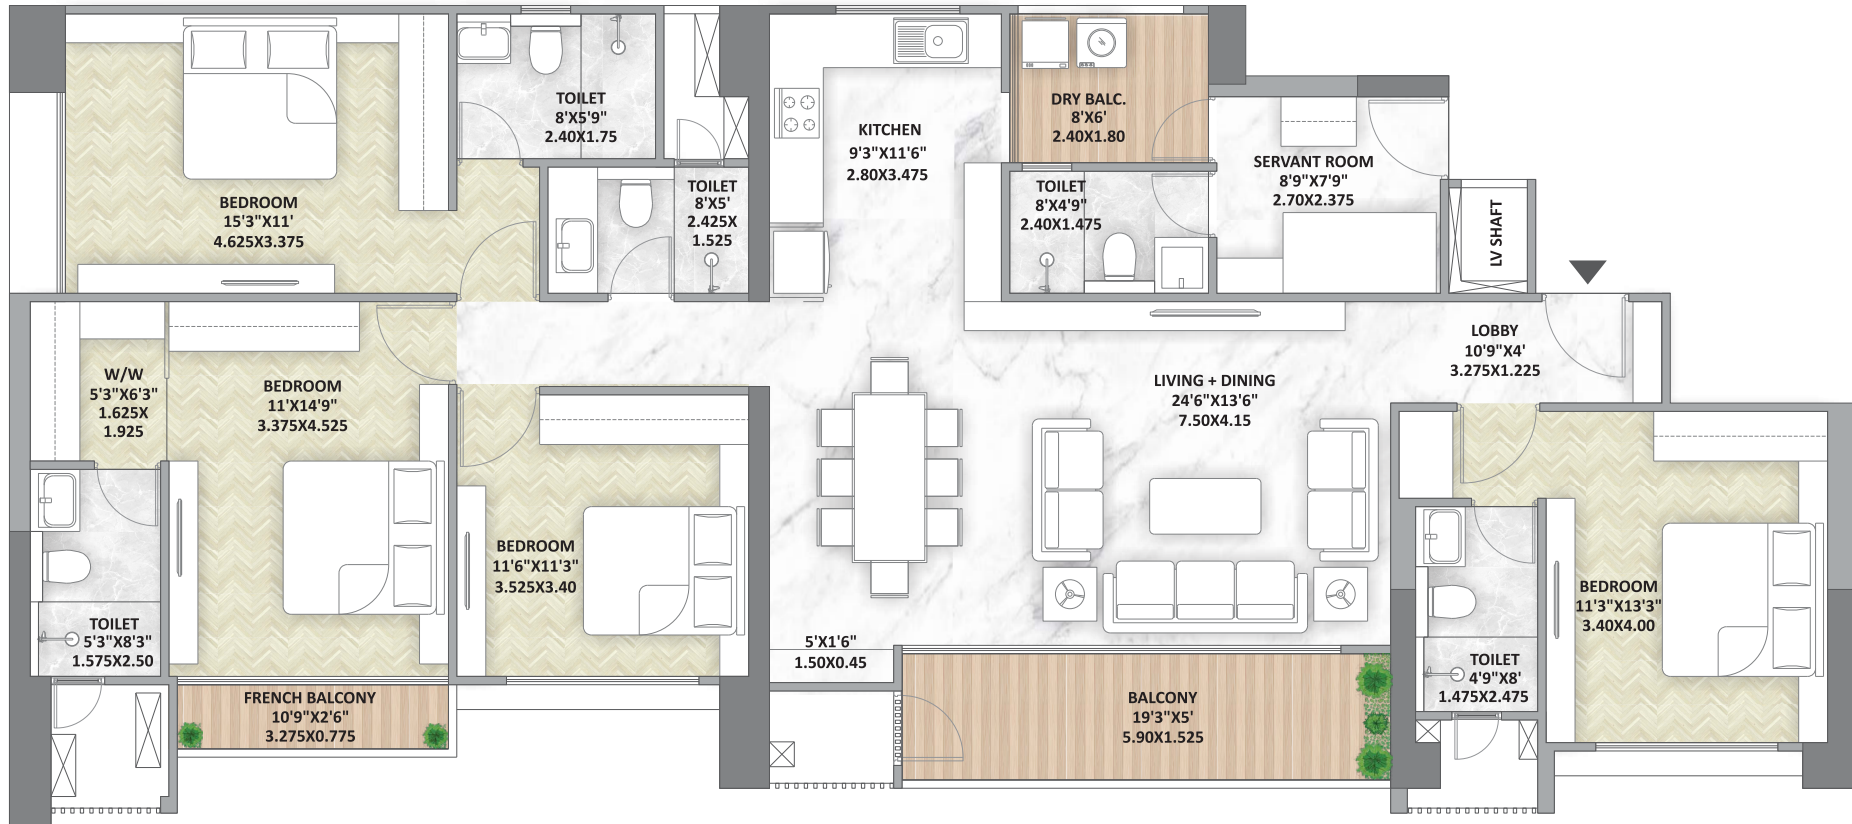 TOILET
8'X5'9"
2.40X1.75
DRY BALC.
8'X6'
2.40X1.80
KITCHEN
9'3"X11'6"
2.80X3.475
SERVANT ROOM
8'9"X7'9"
2.70X2.375
TOILET
8'X5'
2.425X
1.525
TOILET
8'X4'9"
2.40X1.475
BEDROOM
15'3"X11'
4.625X3.375
LV SHAFT
LOBBY
10'9"X4'
3.275X1.225
W/W
5'3"X6'3"
1.625X
1.925
BEDROOM
11'X14'9"
3.375X4.525
LIVING + DINING
24'6"X13'6"
7.50X4.15
BEDROOM
11'6"X11'3"
3.525X3.40
BEDROOM
11'3"X13'3"
3.40X4.00
TOILET
5'3"X8'3"
1.575X2.50
5'X1'6"
1.50X0.45
TOILET
4'9"X8'
1.475X2.475
FRENCH BALCONY
10'9"X2'6"
3.275X0.775
BALCONY
19'3"X5'
5.90X1.525